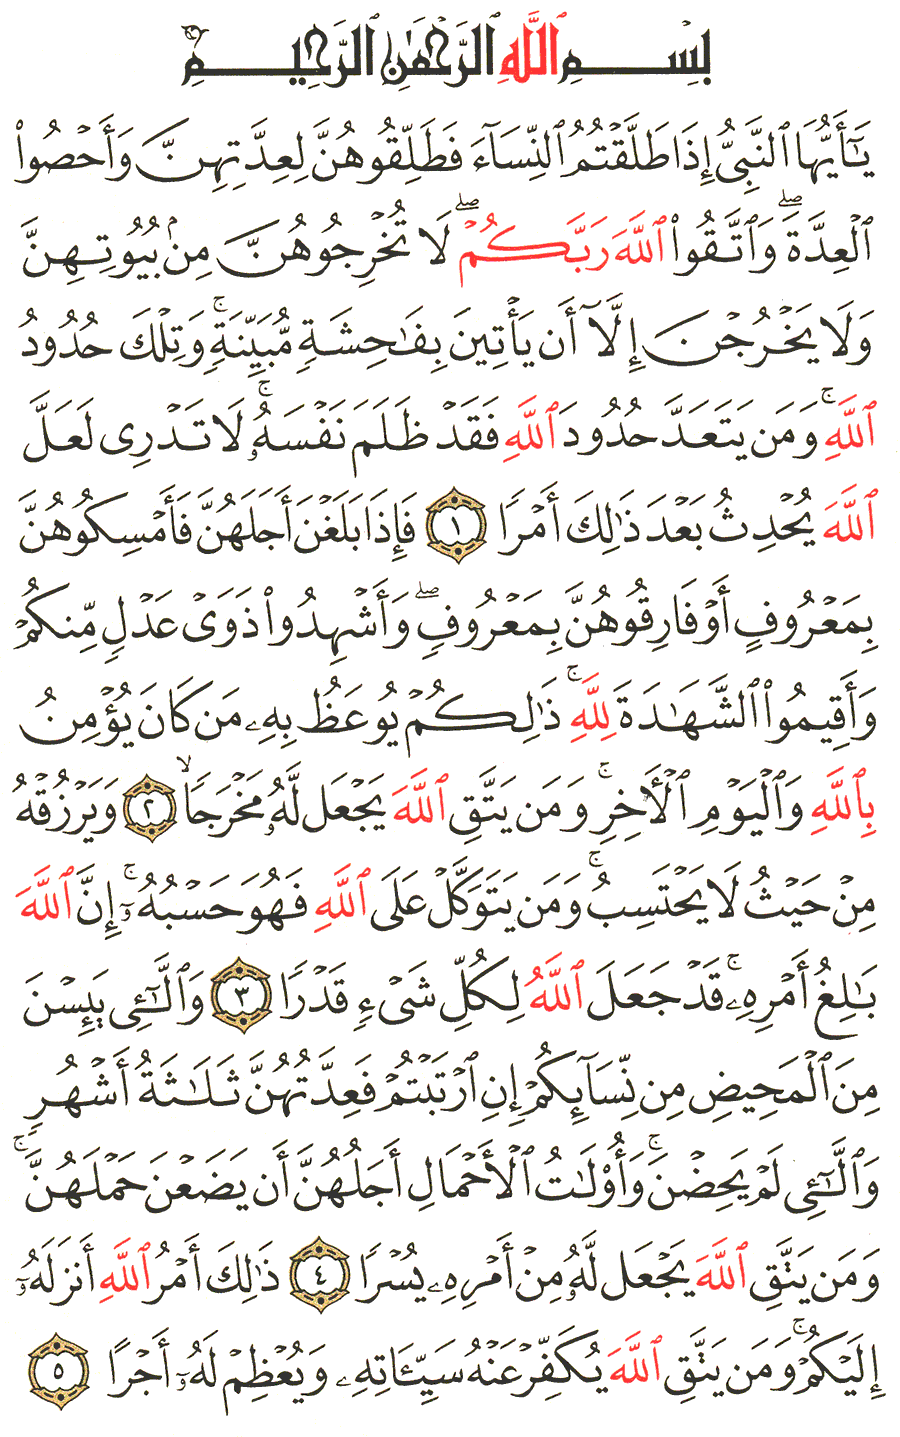 بِسْمِ ٱللَّهِ ٱلرَّحْمَٰنِ ٱلرَّحِيمِ
يَٰٓأَيُّهَا ٱلنَّبِىُّ إِذَا طَلَّقْتُمُ ٱلنِّسَآءَ فَطَلِّقُوهُنَّ لِعِدَّتِهِنَّ وَأَحْصُوا۟
ٱلْعِدَّةَ ۖ وَٱتَّقُوا۟ ٱللَّهَ رَبَّكُمْ ۖ لَا تُخْرِجُوهُنَّ مِنۢ بُيُوتِهِنَّ
وَلَا يَخْرُجْنَ إِلَّآ أَن يَأْتِينَ بِفَٰحِشَةٍ مُّبَيِّنَةٍ ۚ وَتِلْكَ حُدُودُ
ٱللَّهِ ۚ وَمَن يَتَعَدَّ حُدُودَ ٱللَّهِ فَقَدْ ظَلَمَ نَفْسَهُۥ ۚ لَا تَدْرِى لَعَلَّ
ٱللَّهَ يُحْدِثُ بَعْدَ ذَٰلِكَ أَمْرًا ١ فَإِذَا بَلَغْنَ أَجَلَهُنَّ فَأَمْسِكُوهُنَّ
بِمَعْرُوفٍ أَوْ فَارِقُوهُنَّ بِمَعْرُوفٍ ۖ وَأَشْهِدُوا۟ ذَوَىْ عَدْلٍ مِّنكُمْ
وَأَقِيمُوا۟ ٱلشَّهَٰدَةَ لِلَّهِ ۚ ذَٰلِكُمْ يُوعَظُ بِهِۦ مَن كَانَ يُؤْمِنُ
بِٱللَّهِ وَٱلْيَوْمِ ٱلْأَخِرِ ۚ وَمَن يَتَّقِ ٱللَّهَ يَجْعَل لَّهُۥ مَخْرَجًا ۙ ٢ وَيَرْزُقْهُ
مِنْ حَيْثُ لَا يَحْتَسِبُ ۚ وَمَن يَتَوَكَّلْ عَلَى ٱللَّهِ فَهُوَ حَسْبُهُۥٓ ۚ إِنَّ ٱللَّهَ
بَٰلِغُ أَمْرِهِۦ ۚ قَدْ جَعَلَ ٱللَّهُ لِكُلِّ شَىْءٍ قَدْرًا ٣ وَٱلَّٰٓـِٔى يَئِسْنَ
مِنَ ٱلْمَحِيضِ مِن نِّسَآئِكُمْ إِنِ ٱرْتَبْتُمْ فَعِدَّتُهُنَّ ثَلَٰثَةُ أَشْهُرٍ
وَٱلَّٰٓـِٔى لَمْ يَحِضْنَ ۚ وَأُو۟لَٰتُ ٱلْأَحْمَالِ أَجَلُهُنَّ أَن يَضَعْنَ حَمْلَهُنَّ ۚ
وَمَن يَتَّقِ ٱللَّهَ يَجْعَل لَّهُۥ مِنْ أَمْرِهِۦ يُسْرًا ٤ ذَٰلِكَ أَمْرُ ٱللَّهِ أَنزَلَهُۥٓ
إِلَيْكُمْ ۚ وَمَن يَتَّقِ ٱللَّهَ يُكَفِّرْ عَنْهُ سَيِّـَٔاتِهِۦ وَيُعْظِمْ لَهُۥٓ أَجْرًا ٥